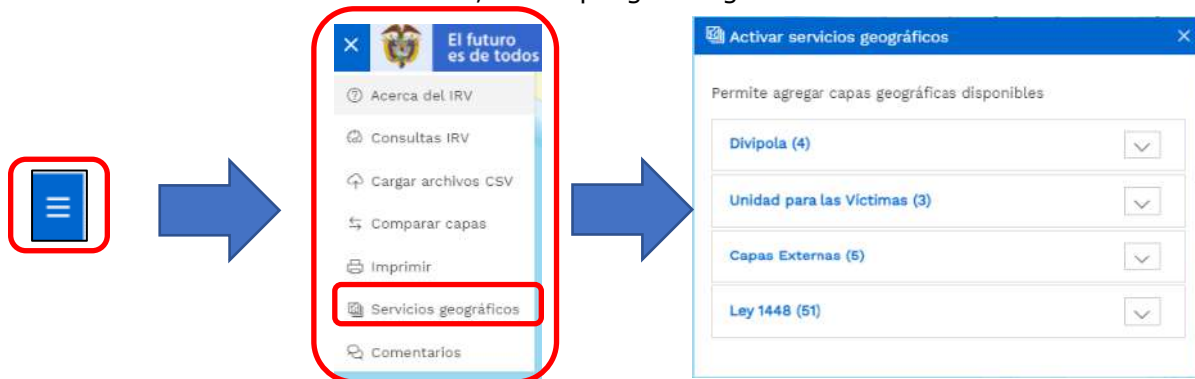 El futuro
es de todos
Acerca del IRV
Consultas IRV
Cargar archivos CSV
Comparar capas
Imprimir
Servicios geográficos
Comentarios
Activar servicios geográficos
Permite agregar capas geográficas disponibles
Divipola (4)
Unidad para las Víctimas (3)
Capas Externas (5)
Ley 1448 (51)